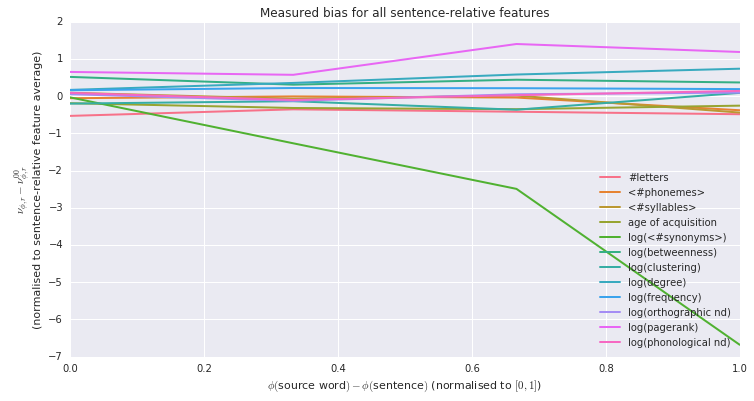 Measured bias for all sentence-relative features
2
1
0
−1
−2
−3
−4
−5
−6
−7
0.0
0.2
0.4
0.6
0.8
1.0
ν_{ϕ,r} − ν^{00}_{ϕ,r}
(normalised to sentence-relative feature average)
ϕ(source word) − ϕ(sentence) (normalised to [0, 1])
#letters
<#phonemes>
<#syllables>
age of acquisition
log(<#synonyms>)
log(betweenness)
log(clustering)
log(degree)
log(frequency)
log(orthographic nd)
log(pagerank)
log(phonological nd)